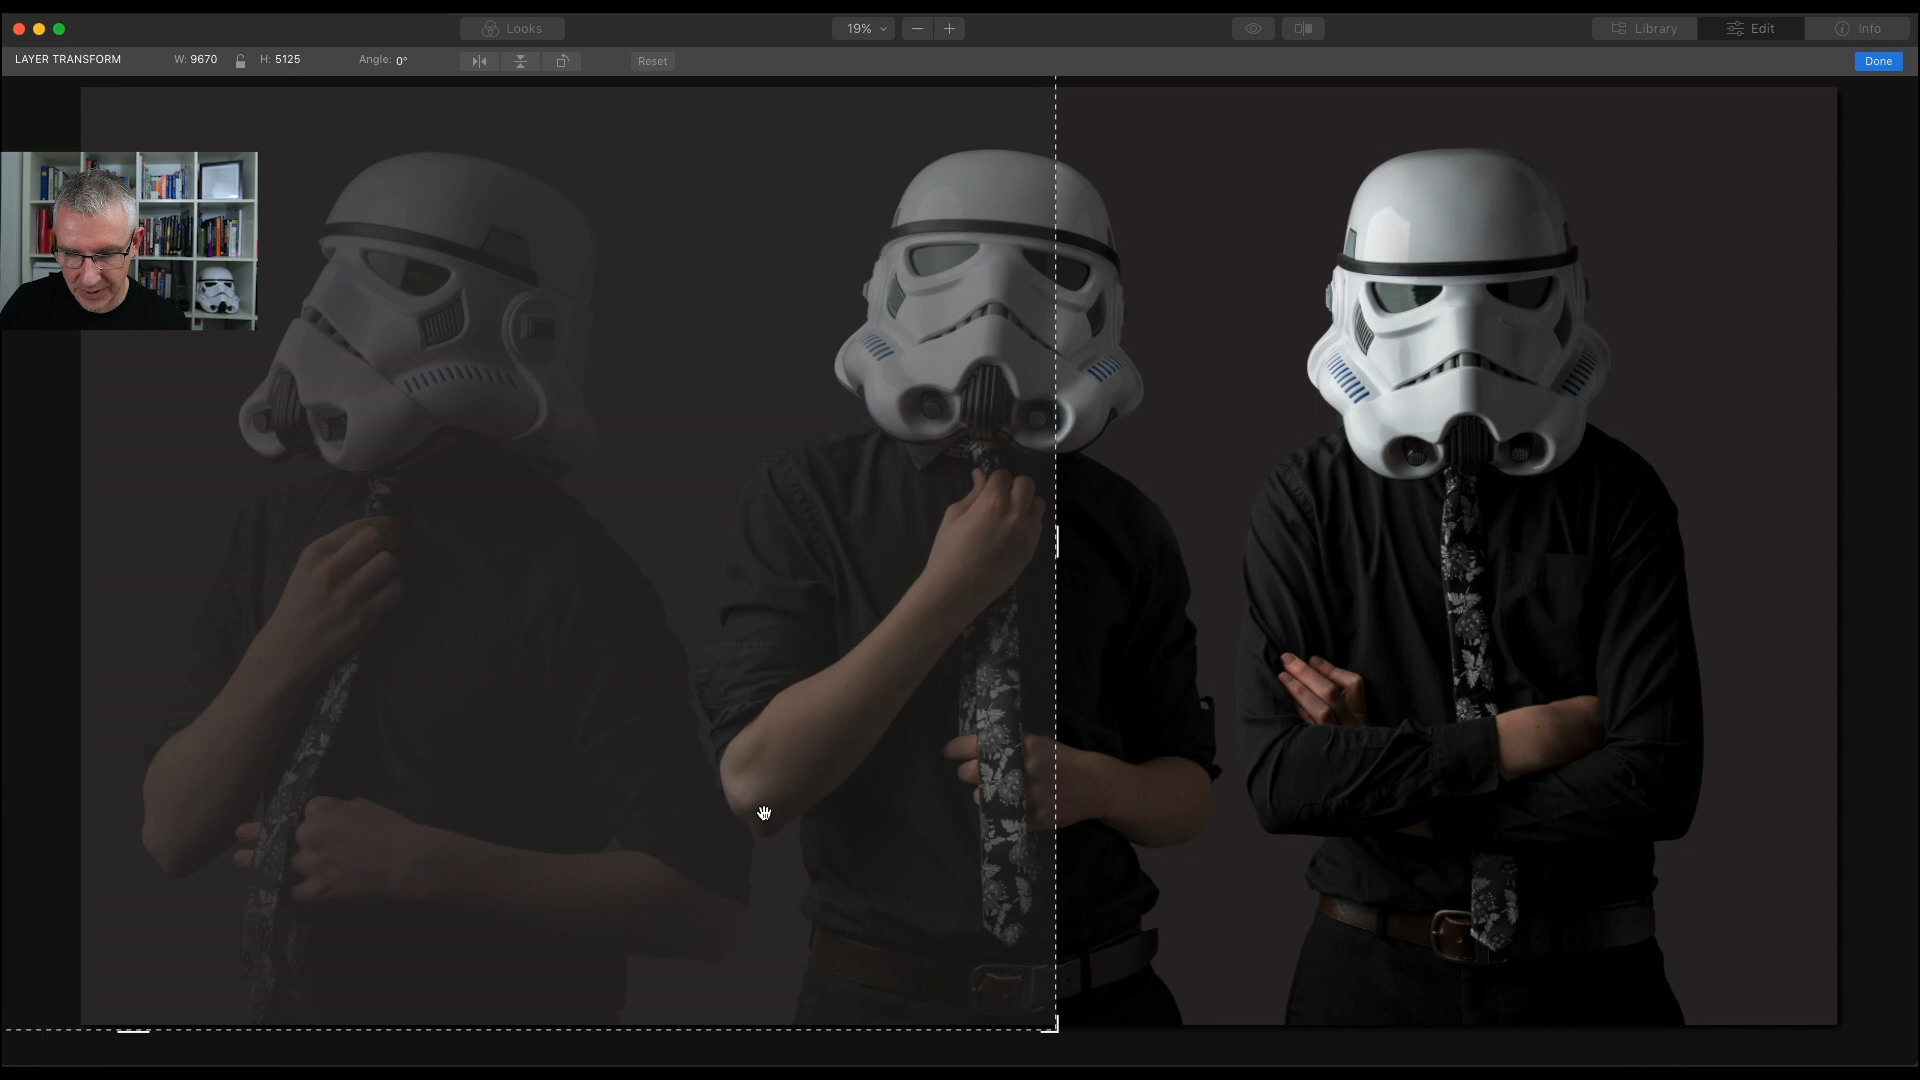 Looks
19%
Library
Edit
Info
LAYER TRANSFORM
W: 9670
H: 5125
Angle: 0°
Reset
Done